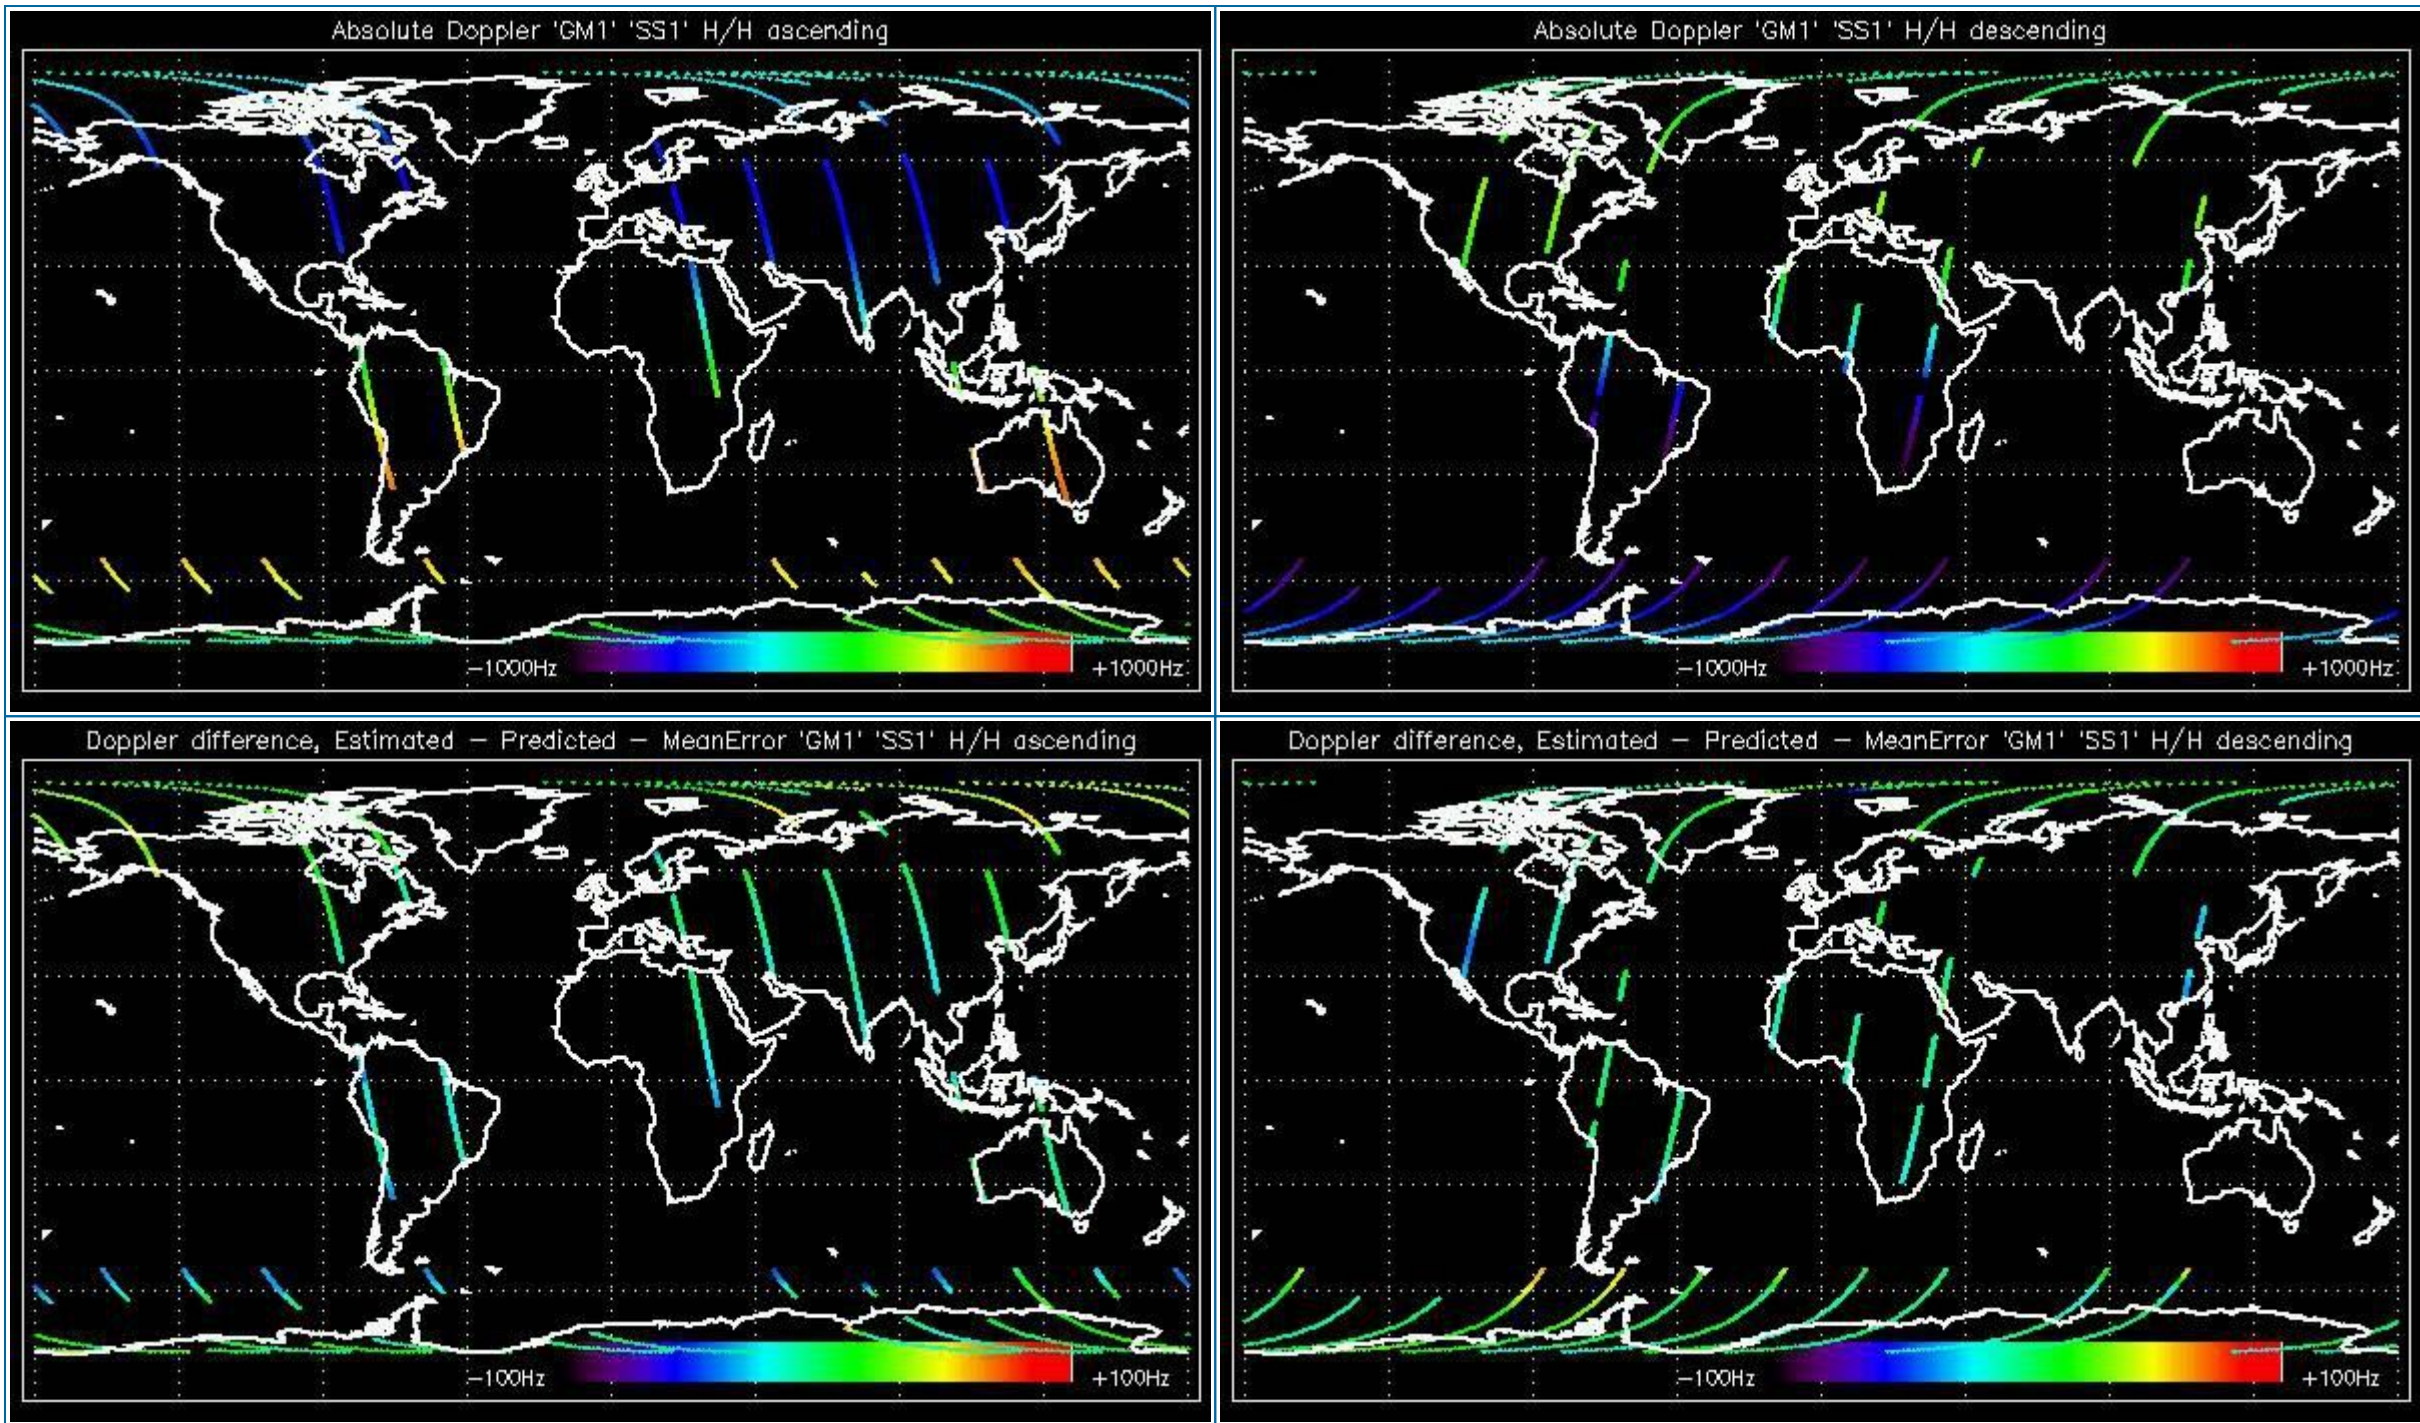 Absolute Doppler 'GM1' 'SS1' H/H ascending
−1000Hz
+1000Hz
Absolute Doppler 'GM1' 'SS1' H/H descending
−1000Hz
+1000Hz
Doppler difference, Estimated − Predicted − MeanError 'GM1' 'SS1' H/H ascending
−100Hz
+100Hz
Doppler difference, Estimated − Predicted − MeanError 'GM1' 'SS1' H/H descending
−100Hz
+100Hz